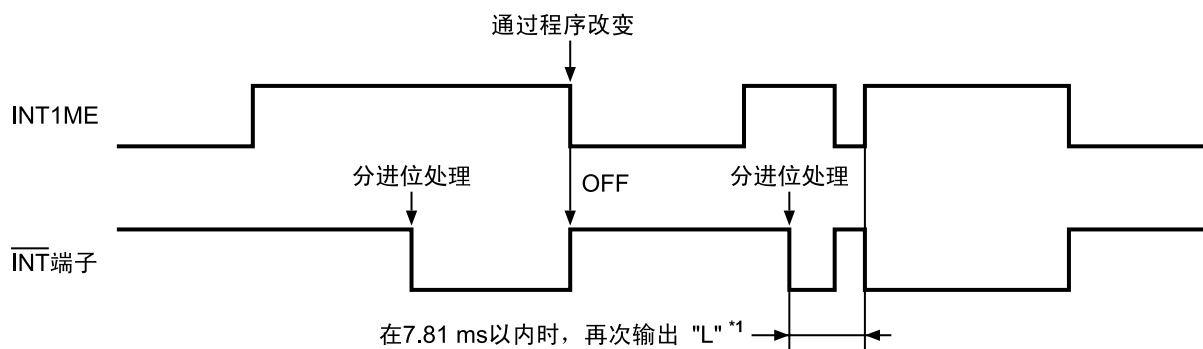 通过程序改变
INT1ME
分进位处理
OFF
分进位处理
INT端子
在7.81 ms以内时，再次输出 "L" *1